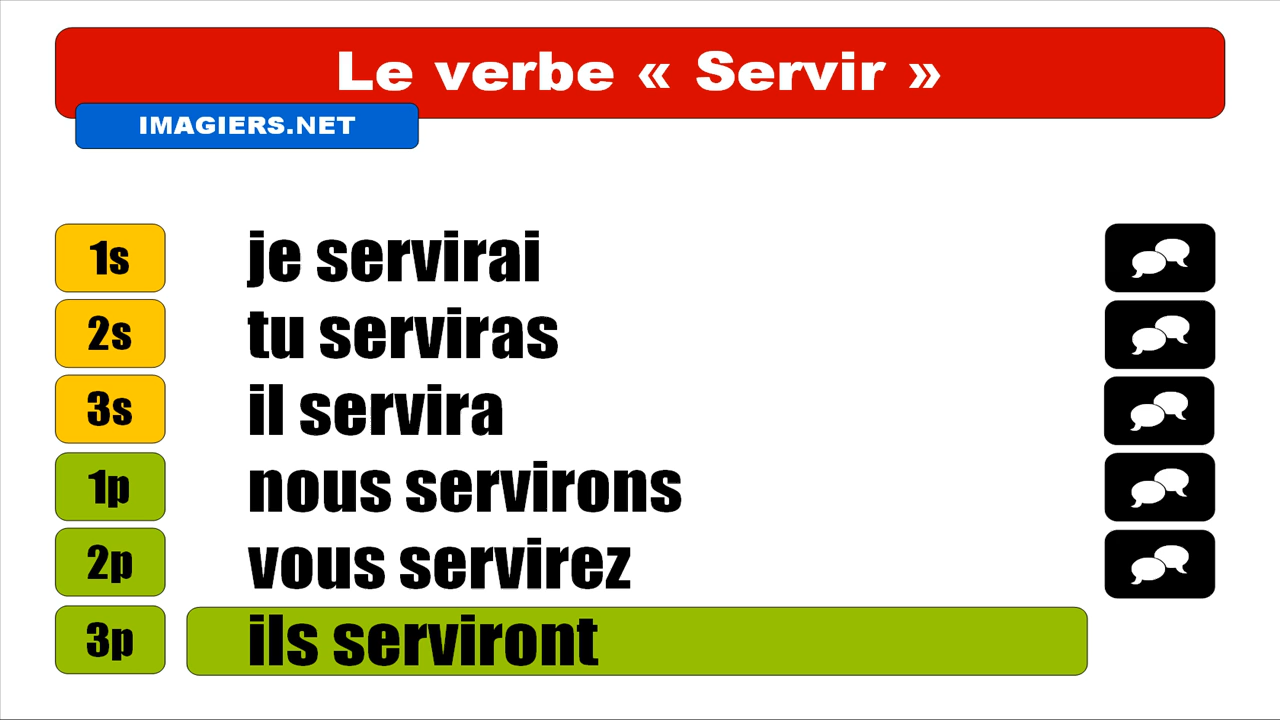 Le verbe « Servir »
IMAGIERS.NET
1s je servirai
2s tu serviras
3s il servira
1p nous servirons
2p vous servirez
3p ils serviront